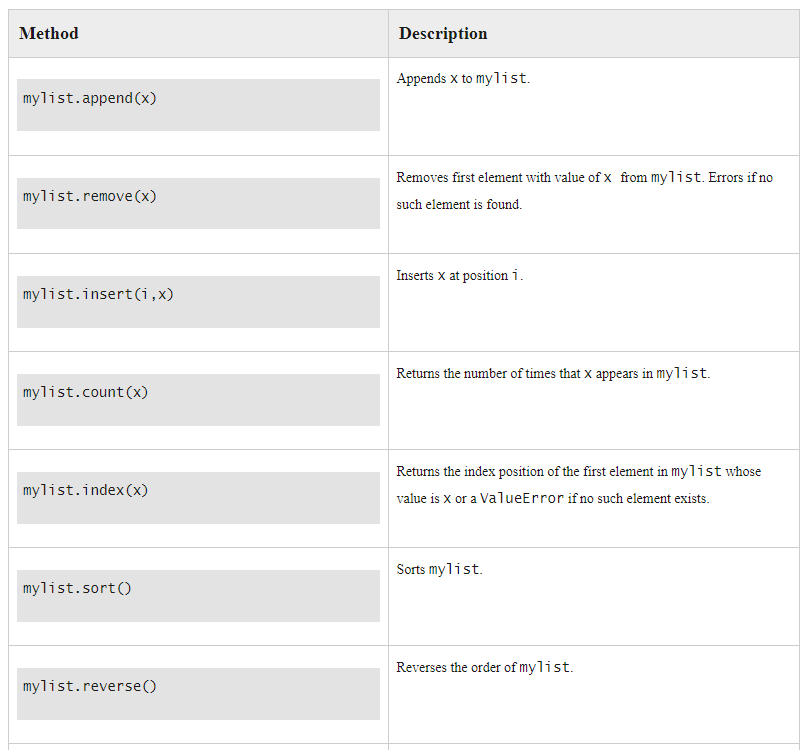 Method Description
mylist.append(x)
Appends x to mylist.
mylist.remove(x)
Removes first element with value of x from mylist. Errors if no
such element is found.
mylist.insert(i,x)
Inserts x at position i.
mylist.count(x)
Returns the number of times that x appears in mylist.
mylist.index(x)
Returns the index position of the first element in mylist whose
value is x or a ValueError if no such element exists.
mylist.sort()
Sorts mylist.
mylist.reverse()
Reverses the order of mylist.